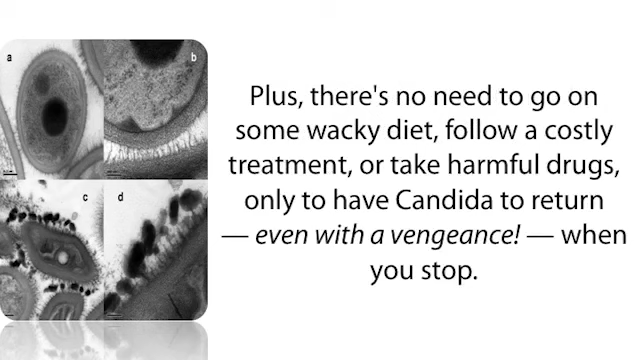 a
b
c
d
Plus, there's no need to go on
some wacky diet, follow a costly
treatment, or take harmful drugs,
only to have Candida to return
— even with a vengeance! — when
you stop.